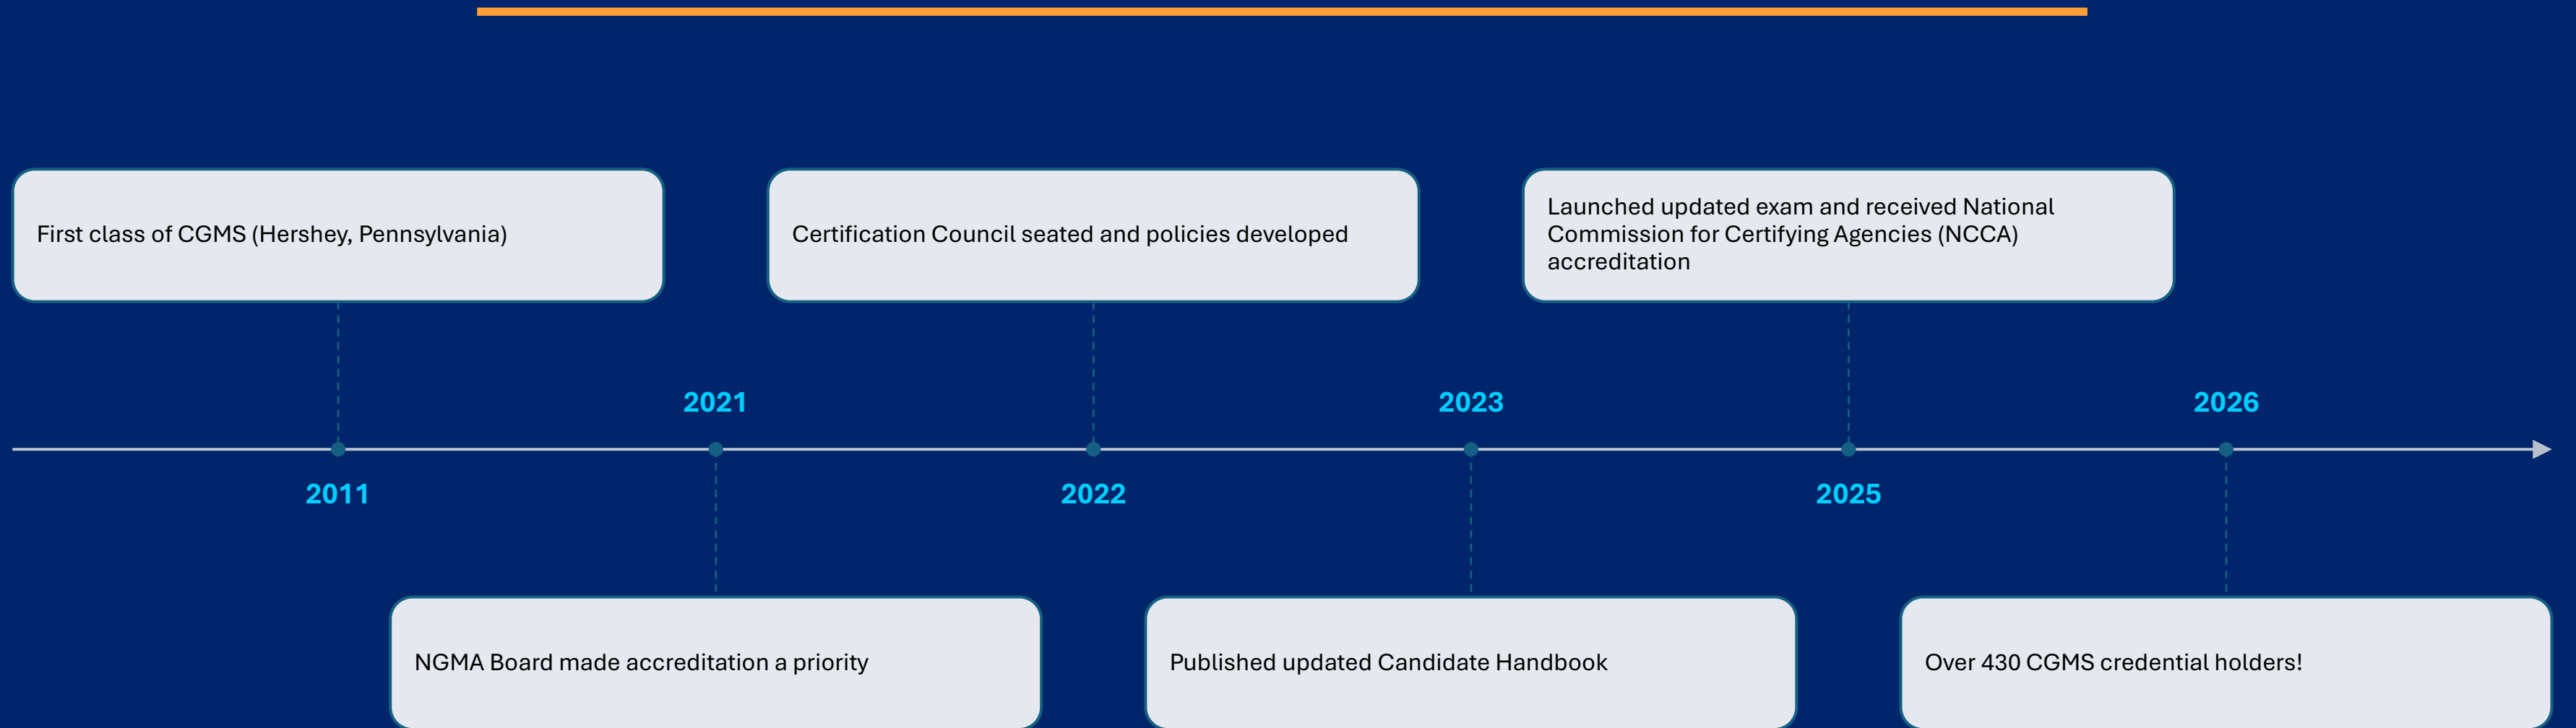 First class of CGMS (Hershey, Pennsylvania)
Certification Council seated and policies developed
Launched updated exam and received National
Commission for Certifying Agencies (NCCA)
accreditation
2021
2023
2026
2011
2022
2025
NGMA Board made accreditation a priority
Published updated Candidate Handbook
Over 430 CGMS credential holders!